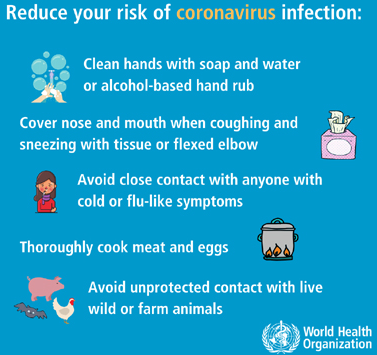 Reduce your risk of coronavirus infection:
Clean hands with soap and water
or alcohol-based hand rub
Cover nose and mouth when coughing and
sneezing with tissue or flexed elbow
Avoid close contact with anyone with
cold or flu-like symptoms
Thoroughly cook meat and eggs
Avoid unprotected contact with live
wild or farm animals
World Health
Organization